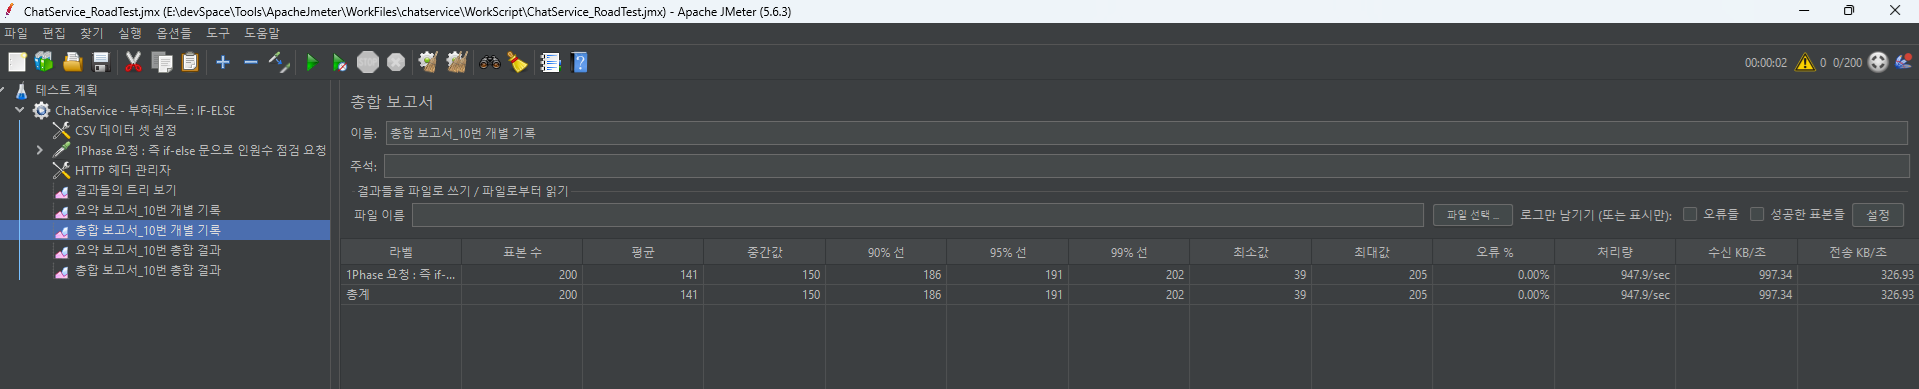 ChatService_RoadTest.jmx (E:\devSpace\Tools\ApacheJmeter\WorkFiles\chatservice\WorkScript\ChatService_RoadTest.jmx) - Apache JMeter (5.6.3)
파일 편집 찾기 실행 옵션들 도구 도움말
00:00:02 0 0/200
테스트 계획
ChatService - 부하테스트 : IF-ELSE
CSV 데이터 셋 설정
1Phase 요청 : 즉 if-else 문으로 인원수 점검 요청
HTTP 헤더 관리자
결과들의 트리 보기
요약 보고서_10번 개별 기록
총합 보고서_10번 개별 기록
요약 보고서_10번 총합 결과
총합 보고서_10번 총합 결과
총합 보고서
이름: 총합 보고서_10번 개별 기록
주석:
결과들을 파일로 쓰기 / 파일로부터 읽기
파일 이름 파일 선택... 로그만 남기기 (또는 표시만): 오류들 성공한 표본들 설정
라벨 표본 수 평균 중간값 90% 선 95% 선 99% 선 최소값 최대값 오류 % 처리량 수신 KB/초 전송 KB/초
1Phase 요청 : 즉 if-... 200 141 150 186 191 202 39 205 0.00% 947.9/sec 997.34 326.93
총계 200 141 150 186 191 202 39 205 0.00% 947.9/sec 997.34 326.93